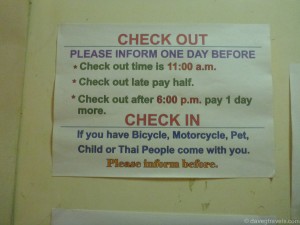 CHECK OUT
PLEASE INFORM ONE DAY BEFORE
* Check out time is 11:00 a.m.
* Check out late pay half.
* Check out after 6:00 p.m. pay 1 day
more.
CHECK IN
If you have Bicycle, Motorcycle, Pet,
Child or Thai People come with you.
Please inform before.